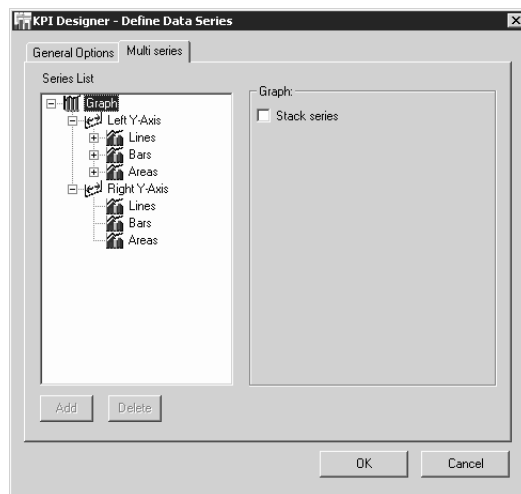 KPI Designer - Define Data Series
General Options
Multi series
Series List
Graph
Left Y-Axis
Lines
Bars
Areas
Right Y-Axis
Lines
Bars
Areas
Graph:
Stack series
Add
Delete
OK
Cancel